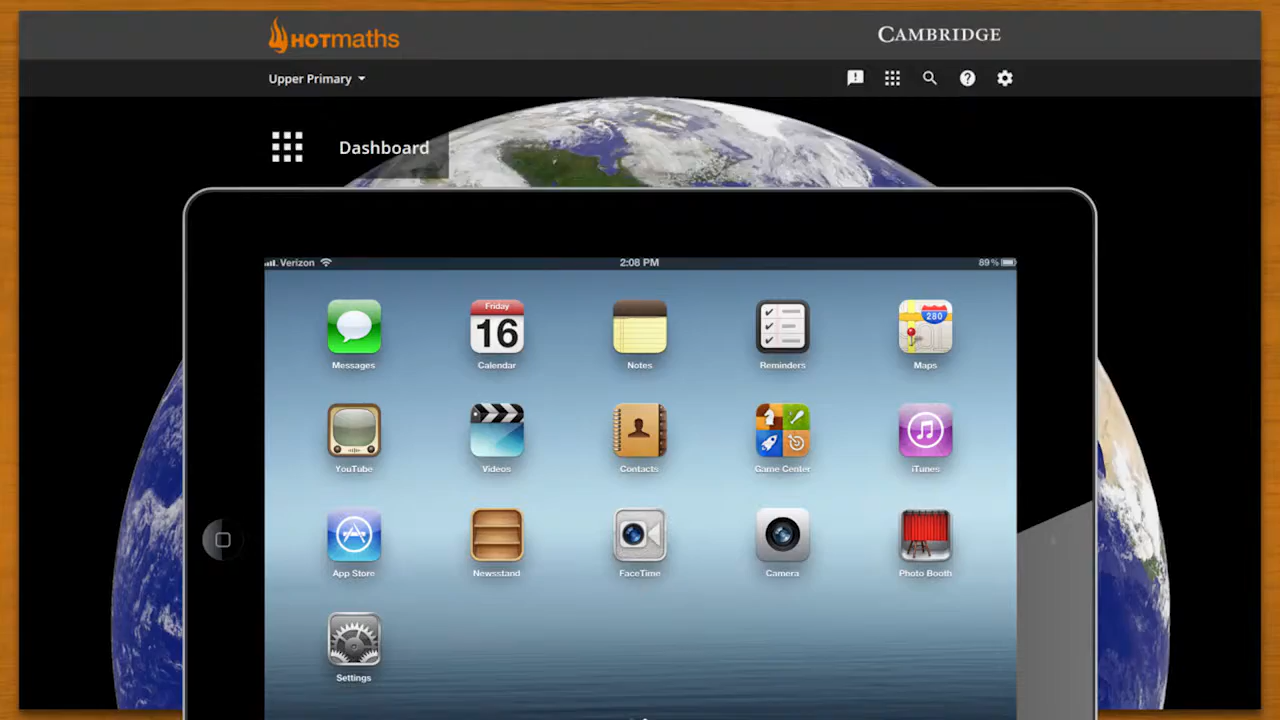 HOTmaths
CAMBRIDGE
Upper Primary
Dashboard
Verizon 2:08 PM 89%
Messages Friday 16 Calendar Notes Reminders 280 Maps
YouTube Videos Contacts Game Center iTunes
App Store Newsstand FaceTime Camera Photo Booth
Settings